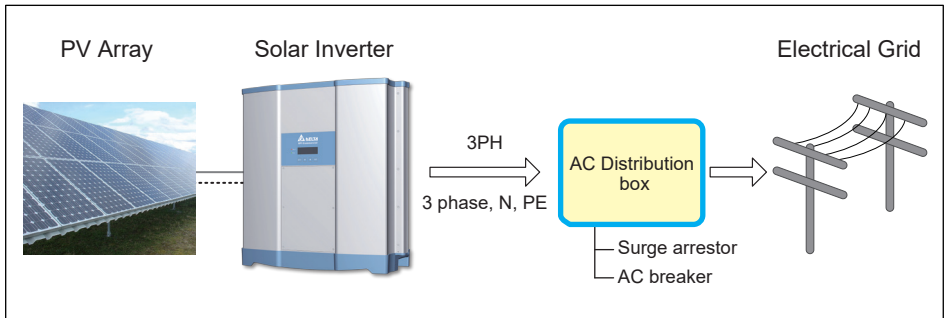 PV Array
Solar Inverter
Electrical Grid
3PH
3 phase, N, PE
AC Distribution
box
Surge arrestor
AC breaker